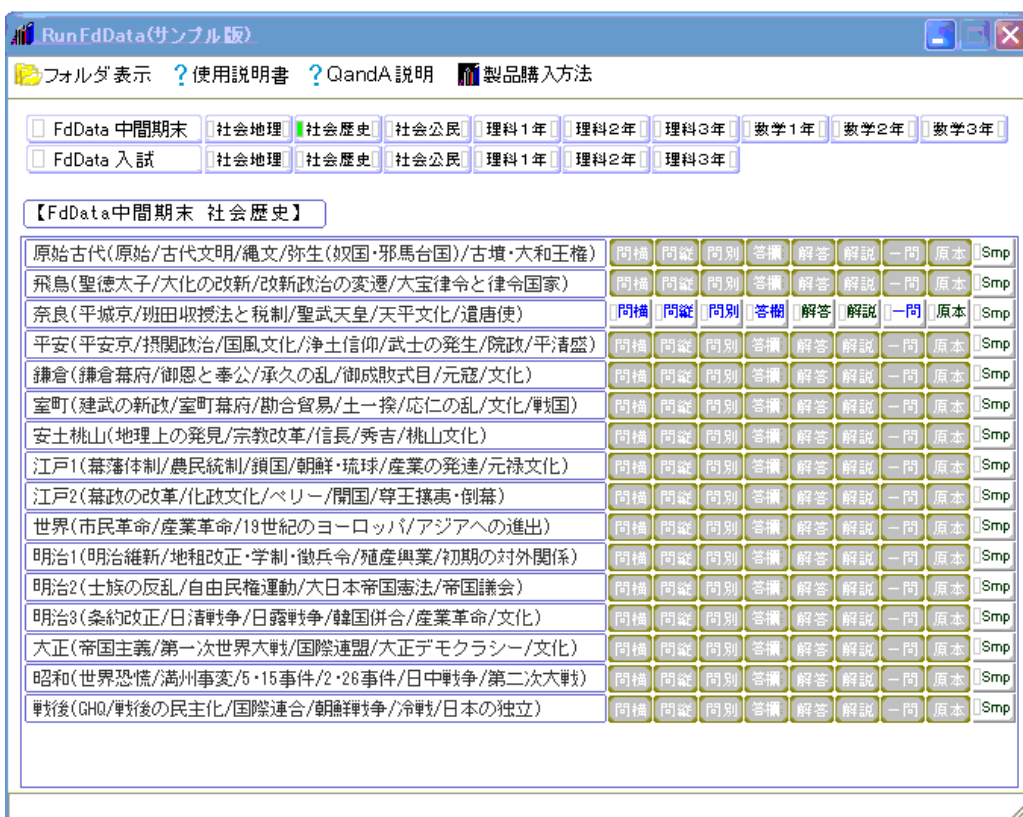 RunFdData(サンプル版)
フォルダ表示 ?使用説明書 ?QandA説明 製品購入方法
FdData 中間期末 社会地理 社会歴史 社会公民 理科1年 理科2年 理科3年 数学1年 数学2年 数学3年
FdData 入試 社会地理 社会歴史 社会公民 理科1年 理科2年 理科3年
【FdData中間期末 社会歴史】
原始古代(原始/古代文明/縄文/弥生(奴国・邪馬台国)/古墳・大和王権) 問横 問縦 問別 答欄 解答 解説 一問 原本 Smp
飛鳥(聖徳太子/大化の改新/改新政治の変遷/大宝律令と律令国家) 問横 問縦 問別 答欄 解答 解説 一問 原本 Smp
奈良(平城京/班田収授法と税制/聖武天皇/天平文化/遣唐使) 問横 問縦 問別 答欄 解答 解説 一問 原本 Smp
平安(平安京/摂関政治/国風文化/浄土信仰/武士の発生/院政/平清盛) 問横 問縦 問別 答欄 解答 解説 一問 原本 Smp
鎌倉(鎌倉幕府/御恩と奉公/承久の乱/御成敗式目/元寇/文化) 問横 問縦 問別 答欄 解答 解説 一問 原本 Smp
室町(建武の新政/室町幕府/勘合貿易/土一揆/応仁の乱/文化/戦国) 問横 問縦 問別 答欄 解答 解説 一問 原本 Smp
安土桃山(地理上の発見/宗教改革/信長/秀吉/桃山文化) 問横 問縦 問別 答欄 解答 解説 一問 原本 Smp
江戸1(幕藩体制/農民統制/鎖国/朝鮮・琉球/産業の発達/元禄文化) 問横 問縦 問別 答欄 解答 解説 一問 原本 Smp
江戸2(幕政の改革/化政文化/ペリー/開国/尊王攘夷・倒幕) 問横 問縦 問別 答欄 解答 解説 一問 原本 Smp
世界(市民革命/産業革命/19世紀のヨーロッパ/アジアへの進出) 問横 問縦 問別 答欄 解答 解説 一問 原本 Smp
明治1(明治維新/地租改正・学制・徴兵令/殖産興業/初期の対外関係) 問横 問縦 問別 答欄 解答 解説 一問 原本 Smp
明治2(士族の反乱/自由民権運動/大日本帝国憲法/帝国議会) 問横 問縦 問別 答欄 解答 解説 一問 原本 Smp
明治3(条約改正/日清戦争/日露戦争/韓国併合/産業革命/文化) 問横 問縦 問別 答欄 解答 解説 一問 原本 Smp
大正(帝国主義/第一次世界大戦/国際連盟/大正デモクラシー/文化) 問横 問縦 問別 答欄 解答 解説 一問 原本 Smp
昭和(世界恐慌/満州事変/5・15事件/2・26事件/日中戦争/第二次大戦) 問横 問縦 問別 答欄 解答 解説 一問 原本 Smp
戦後(GHQ/戦後の民主化/国際連合/朝鮮戦争/冷戦/日本の独立) 問横 問縦 問別 答欄 解答 解説 一問 原本 Smp